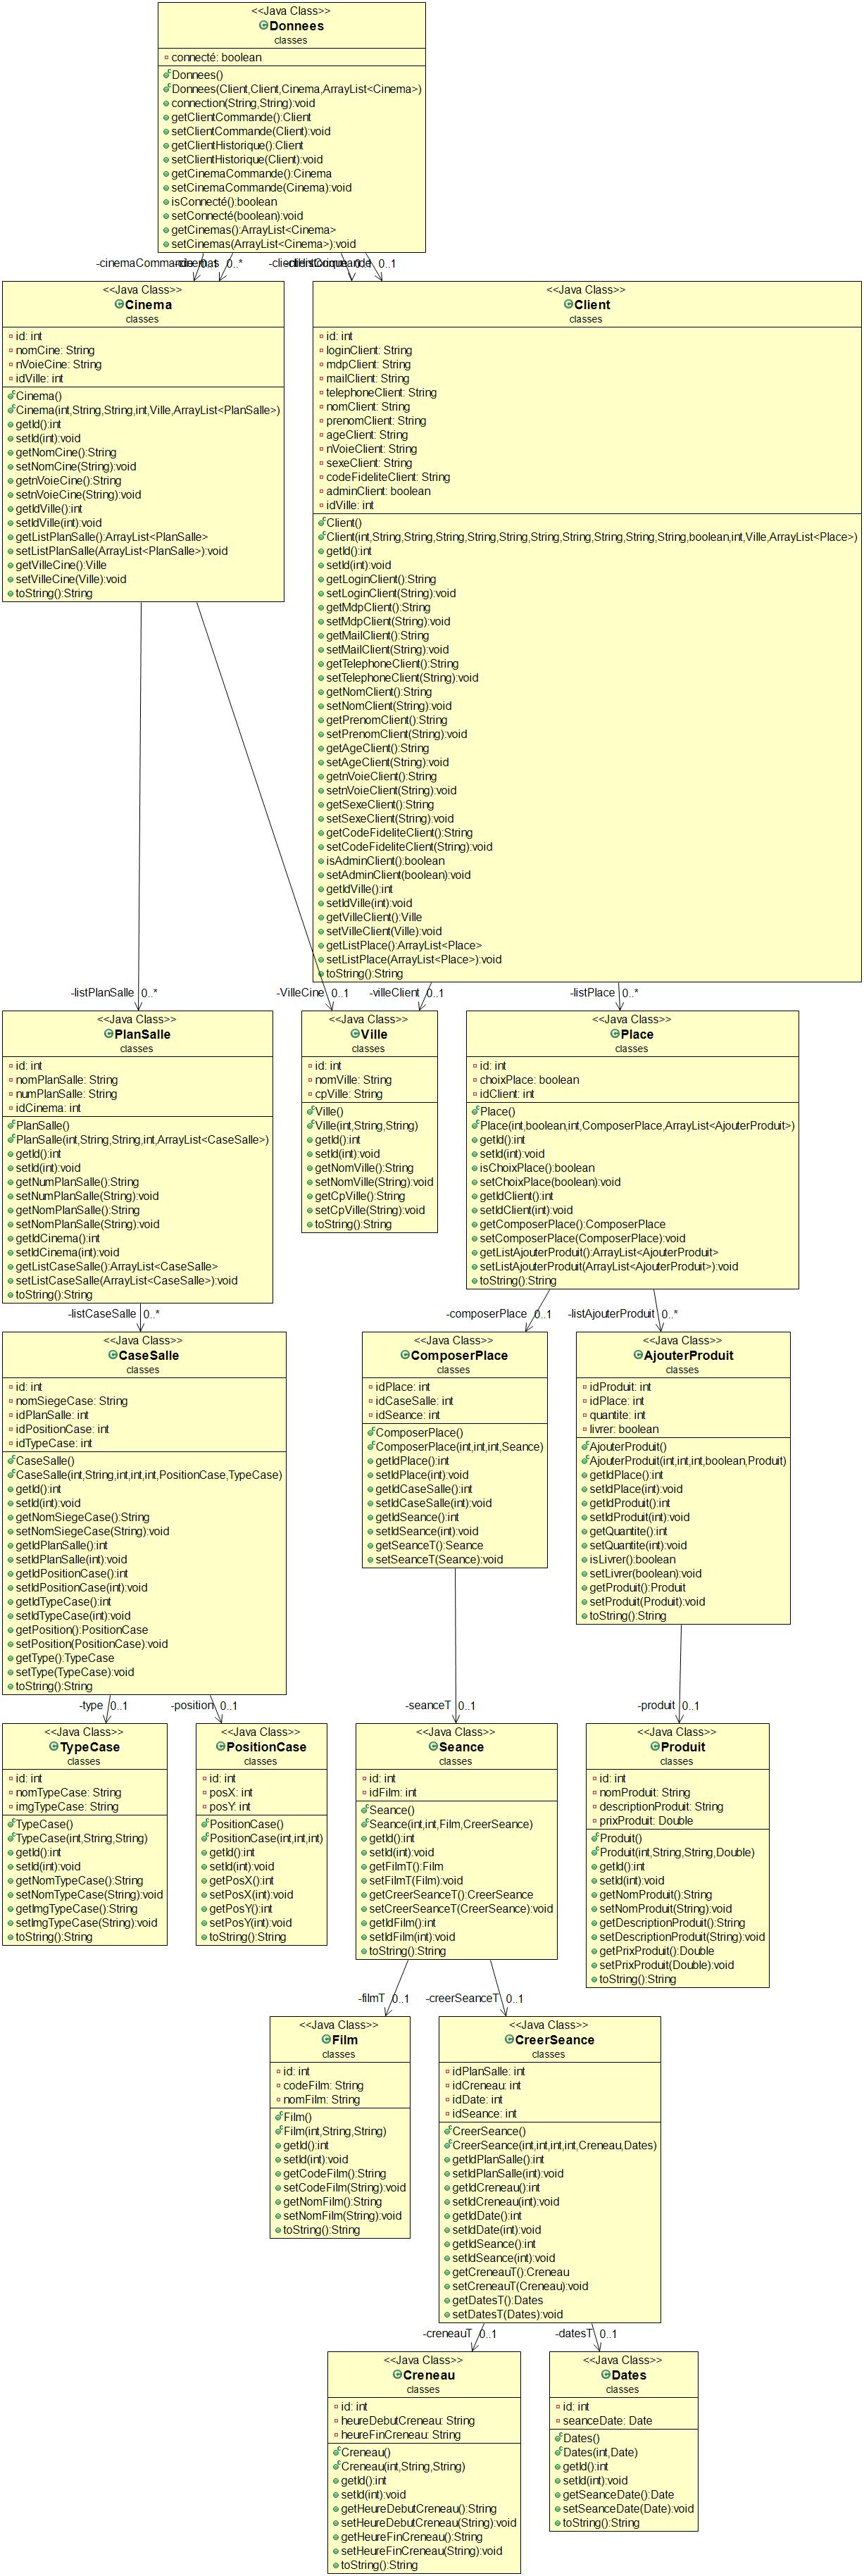 <<Java Class>>
Donnees
classes
connecté: boolean
Donnees()
Donnees(Client,Client,Cinema,ArrayList<Cinema>)
connection(String,String):void
getClientCommande():Client
setClientCommande(Client):void
getClientHistorique():Client
setClientHistorique(Client):void
getCinemaCommande():Cinema
setCinemaCommande(Cinema):void
isConnecté():boolean
setConnecté(boolean):void
getCinemas():ArrayList<Cinema>
setCinemas(ArrayList<Cinema>):void
0..*
0..1
<<Java Class>>
Cinema
classes
id: int
nomCine: String
nVoieCine: String
idVille: int
Cinema()
Cinema(int,String,String,int,Ville,ArrayList<PlanSalle>)
getId():int
setId(int):void
getNomCine():String
setNomCine(String):void
getnVoieCine():String
setnVoieCine(String):void
getIdVille():int
setIdVille(int):void
getListPlanSalle():ArrayList<PlanSalle>
setListPlanSalle(ArrayList<PlanSalle>):void
getVilleCine():Ville
setVilleCine(Ville):void
toString():String
<<Java Class>>
Client
classes
id: int
loginClient: String
mdpClient: String
mailClient: String
telephoneClient: String
nomClient: String
prenomClient: String
ageClient: String
nVoieClient: String
sexeClient: String
codeFideliteClient: String
adminClient: boolean
idVille: int
Client()
Client(int,String,String,String,String,String,String,String,String,String,String,boolean,int,Ville,ArrayList<Place>)
getId():int
setId(int):void
getLoginClient():String
setLoginClient(String):void
getMdpClient():String
setMdpClient(String):void
getMailClient():String
setMailClient(String):void
getTelephoneClient():String
setTelephoneClient(String):void
getNomClient():String
setNomClient(String):void
getPrenomClient():String
setPrenomClient(String):void
getAgeClient():String
setAgeClient(String):void
getnVoieClient():String
setnVoieClient(String):void
getSexeClient():String
setSexeClient(String):void
getCodeFideliteClient():String
setCodeFideliteClient(String):void
isAdminClient():boolean
setAdminClient(boolean):void
getIdVille():int
setIdVille(int):void
getVilleClient():Ville
setVilleClient(Ville):void
getListPlace():ArrayList<Place>
setListPlace(ArrayList<Place>):void
toString():String
-listPlanSalle 0..*
-VilleCine 0..1
-villeClient 0..1
-listPlace 0..*
<<Java Class>>
PlanSalle
classes
id: int
nomPlanSalle: String
numPlanSalle: String
idCinema: int
PlanSalle()
PlanSalle(int,String,String,int,ArrayList<CaseSalle>)
getId():int
setId(int):void
getNumPlanSalle():String
setNumPlanSalle(String):void
getNomPlanSalle():String
setNomPlanSalle(String):void
getIdCinema():int
setIdCinema(int):void
getListCaseSalle():ArrayList<CaseSalle>
setListCaseSalle(ArrayList<CaseSalle>):void
toString():String
<<Java Class>>
Ville
classes
id: int
nomVille: String
cpVille: String
Ville()
Ville(int,String,String)
getId():int
setId(int):void
getNomVille():String
setNomVille(String):void
getCpVille():String
setCpVille(String):void
toString():String
<<Java Class>>
Place
classes
id: int
choixPlace: boolean
idClient: int
Place()
Place(int,boolean,int,ComposerPlace,ArrayList<AjouterProduit>)
getId():int
setId(int):void
isChoixPlace():boolean
setChoixPlace(boolean):void
getIdClient():int
setIdClient(int):void
getComposerPlace():ComposerPlace
setComposerPlace(ComposerPlace):void
getListAjouterProduit():ArrayList<AjouterProduit>
setListAjouterProduit(ArrayList<AjouterProduit>):void
toString():String
-listCaseSalle 0..*
-composerPlace 0..1
-listAjouterProduit 0..*
<<Java Class>>
CaseSalle
classes
id: int
nomSiegeCase: String
idPlanSalle: int
idPositionCase: int
idTypeCase: int
CaseSalle()
CaseSalle(int,String,int,int,int,PositionCase,TypeCase)
getId():int
setId(int):void
getNomSiegeCase():String
setNomSiegeCase(String):void
getIdPlanSalle():int
setIdPlanSalle(int):void
getIdPositionCase():int
setIdPositionCase(int):void
getIdTypeCase():int
setIdTypeCase(int):void
getPosition():PositionCase
setPosition(PositionCase):void
getType():TypeCase
setType(TypeCase):void
toString():String
<<Java Class>>
ComposerPlace
classes
idPlace: int
idCaseSalle: int
idSeance: int
ComposerPlace()
ComposerPlace(int,int,int,Seance)
getIdPlace():int
setIdPlace(int):void
getIdCaseSalle():int
setIdCaseSalle(int):void
getIdSeance():int
setIdSeance(int):void
getSeanceT():Seance
setSeanceT(Seance):void
<<Java Class>>
AjouterProduit
classes
idProduit: int
idPlace: int
quantite: int
livrer: boolean
AjouterProduit()
AjouterProduit(int,int,int,boolean,Produit)
getIdPlace():int
setIdPlace(int):void
getIdProduit():int
setIdProduit(int):void
getQuantite():int
setQuantite(int):void
isLivrer():boolean
setLivrer(boolean):void
getProduit():Produit
setProduit(Produit):void
toString():String
-type 0..1
-position 0..1
-seanceT 0..1
-produit 0..1
<<Java Class>>
TypeCase
classes
id: int
nomTypeCase: String
imgTypeCase: String
TypeCase()
TypeCase(int,String,String)
getId():int
setId(int):void
getNomTypeCase():String
setNomTypeCase(String):void
getImgTypeCase():String
setImgTypeCase(String):void
toString():String
<<Java Class>>
PositionCase
classes
id: int
posX: int
posY: int
PositionCase()
PositionCase(int,int,int)
getId():int
setId(int):void
getPosX():int
setPosX(int):void
getPosY():int
setPosY(int):void
toString():String
<<Java Class>>
Seance
classes
id: int
idFilm: int
Seance()
Seance(int,int,Film,CreerSeance)
getId():int
setId(int):void
getFilmT():Film
setFilmT(Film):void
getCreerSeanceT():CreerSeance
setCreerSeanceT(CreerSeance):void
getIdFilm():int
setIdFilm(int):void
toString():String
<<Java Class>>
Produit
classes
id: int
nomProduit: String
descriptionProduit: String
prixProduit: Double
Produit()
Produit(int,String,String,Double)
getId():int
setId(int):void
getNomProduit():String
setNomProduit(String):void
getDescriptionProduit():String
setDescriptionProduit(String):void
getPrixProduit():Double
setPrixProduit(Double):void
toString():String
-filmT 0..1
-creerSeanceT 0..1
<<Java Class>>
Film
classes
id: int
codeFilm: String
nomFilm: String
Film()
Film(int,String,String)
getId():int
setId(int):void
getCodeFilm():String
setCodeFilm(String):void
getNomFilm():String
setNomFilm(String):void
toString():String
<<Java Class>>
CreerSeance
classes
idPlanSalle: int
idCreneau: int
idDate: int
idSeance: int
CreerSeance()
CreerSeance(int,int,int,int,Creneau,Dates)
getIdPlanSalle():int
setIdPlanSalle(int):void
getIdCreneau():int
setIdCreneau(int):void
getIdDate():int
setIdDate(int):void
getIdSeance():int
setIdSeance(int):void
getCreneauT():Creneau
setCreneauT(Creneau):void
getDatesT():Dates
setDatesT(Dates):void
-creneauT 0..1
-datesT 0..1
<<Java Class>>
Creneau
classes
id: int
heureDebutCreneau: String
heureFinCreneau: String
Creneau()
Creneau(int,String,String)
getId():int
setId(int):void
getHeureDebutCreneau():String
setHeureDebutCreneau(String):void
getHeureFinCreneau():String
setHeureFinCreneau(String):void
toString():String
<<Java Class>>
Dates
classes
id: int
seanceDate: Date
Dates()
Dates(int,Date)
getId():int
setId(int):void
getSeanceDate():Date
setSeanceDate(Date):void
toString():String